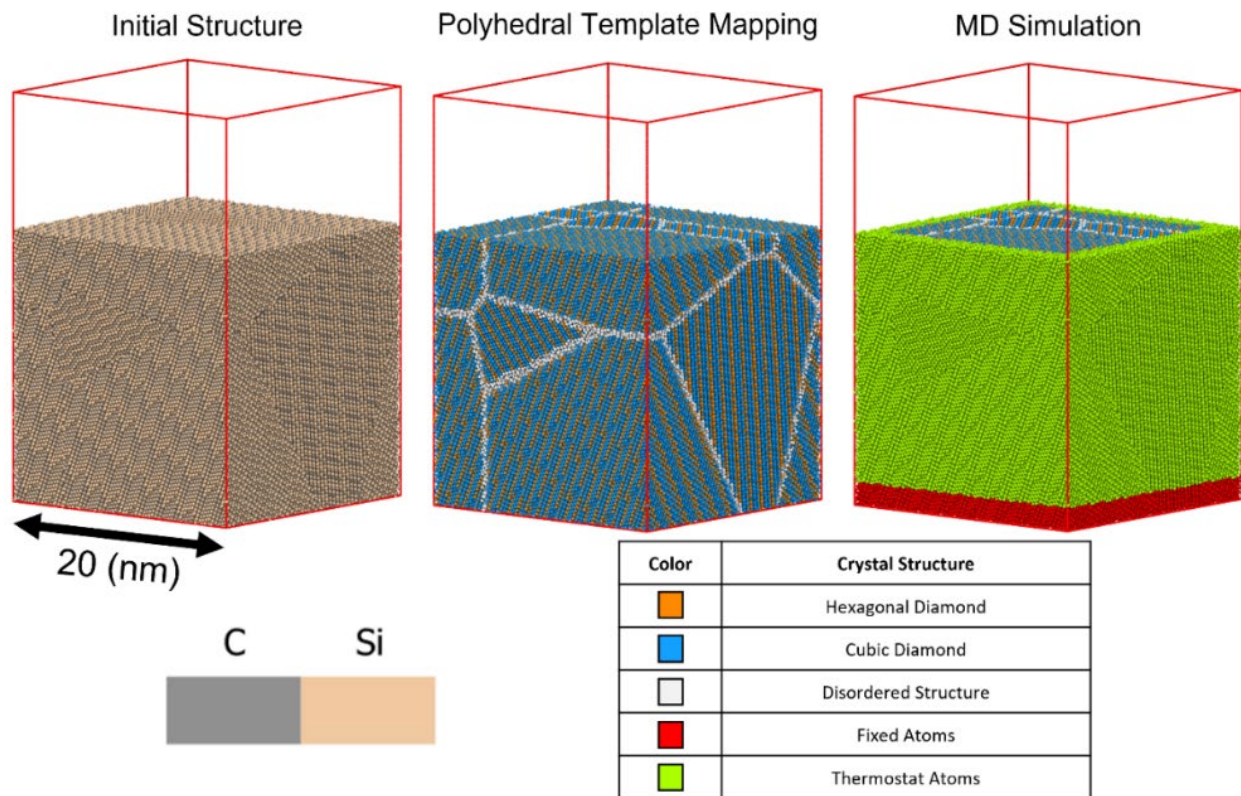 Initial Structure
Polyhedral Template Mapping
MD Simulation
20 (nm)
C Si
Color Crystal Structure
Hexagonal Diamond
Cubic Diamond
Disordered Structure
Fixed Atoms
Thermostat Atoms